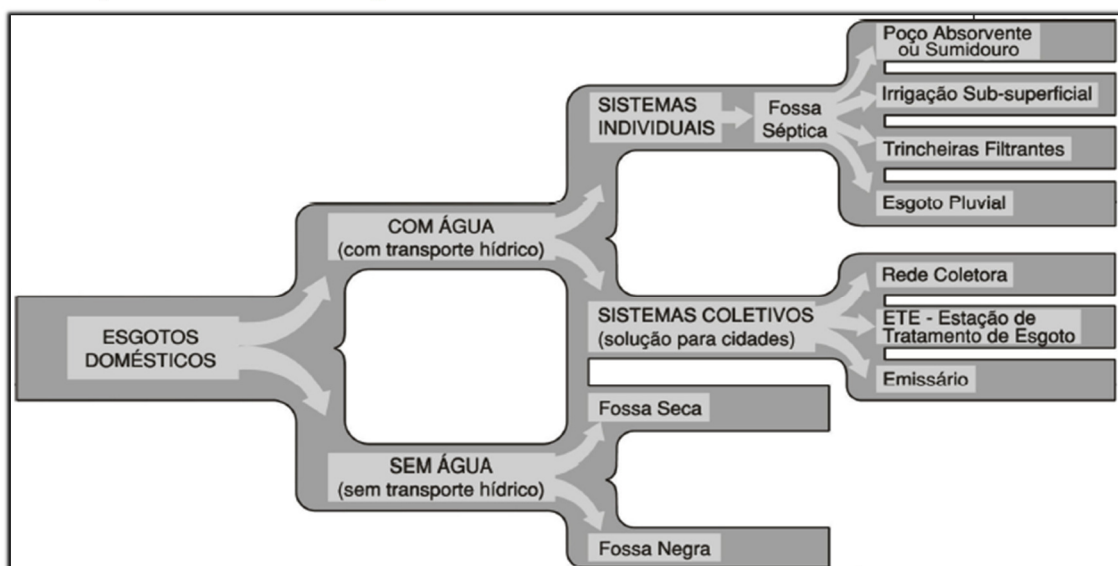 ESGOTOS
DOMÉSTICOS
COM ÁGUA
(com transporte hídrico)
SISTEMAS
INDIVIDUAIS
Fossa
Séptica
Poço Absorvente
ou Sumidouro
Irrigação Sub-superficial
Trincheiras Filtrantes
Esgoto Pluvial
SISTEMAS COLETIVOS
(solução para cidades)
Rede Coletora
ETE - Estação de
Tratamento de Esgoto
Emissário
SEM ÁGUA
(sem transporte hídrico)
Fossa Seca
Fossa Negra